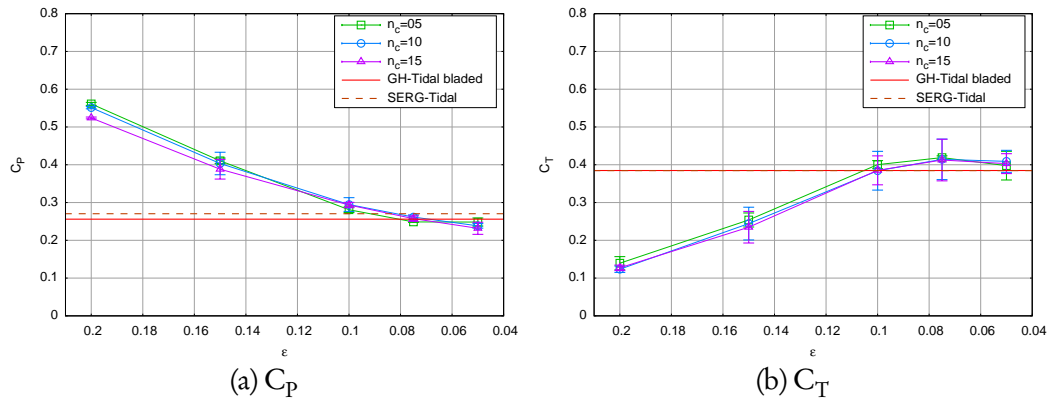 0.8
0.7
0.6
0.5
0.4
0.3
0.2
0.1
0
C_P
0.2 0.18 0.16 0.14 0.12 0.1 0.08 0.06 0.04
ε
n_c=05
n_c=10
n_c=15
GH-Tidal bladed
SERG-Tidal
(a) C_P
0.8
0.7
0.6
0.5
0.4
0.3
0.2
0.1
0
C_T
0.2 0.18 0.16 0.14 0.12 0.1 0.08 0.06 0.04
ε
n_c=05
n_c=10
n_c=15
GH-Tidal bladed
SERG-Tidal
(b) C_T